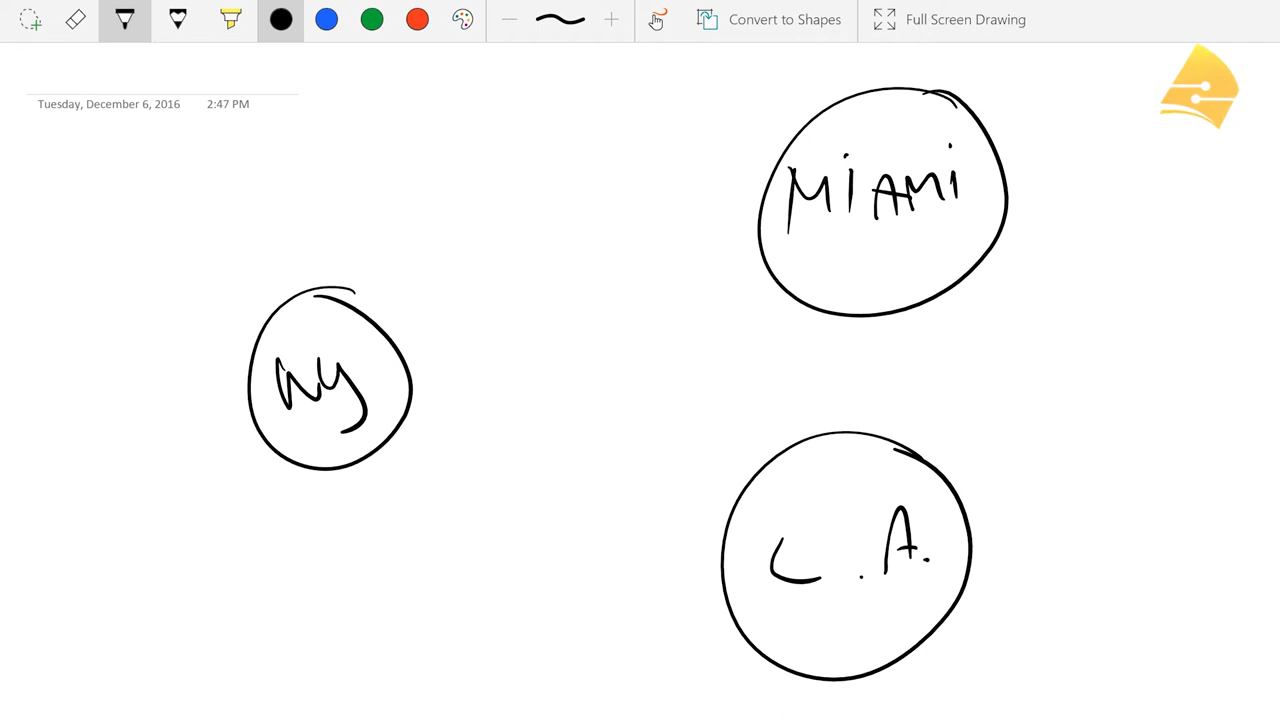 Convert to Shapes
Full Screen Drawing
Tuesday, December 6, 2016 2:47 PM
MiAMi
Ny
L.A.